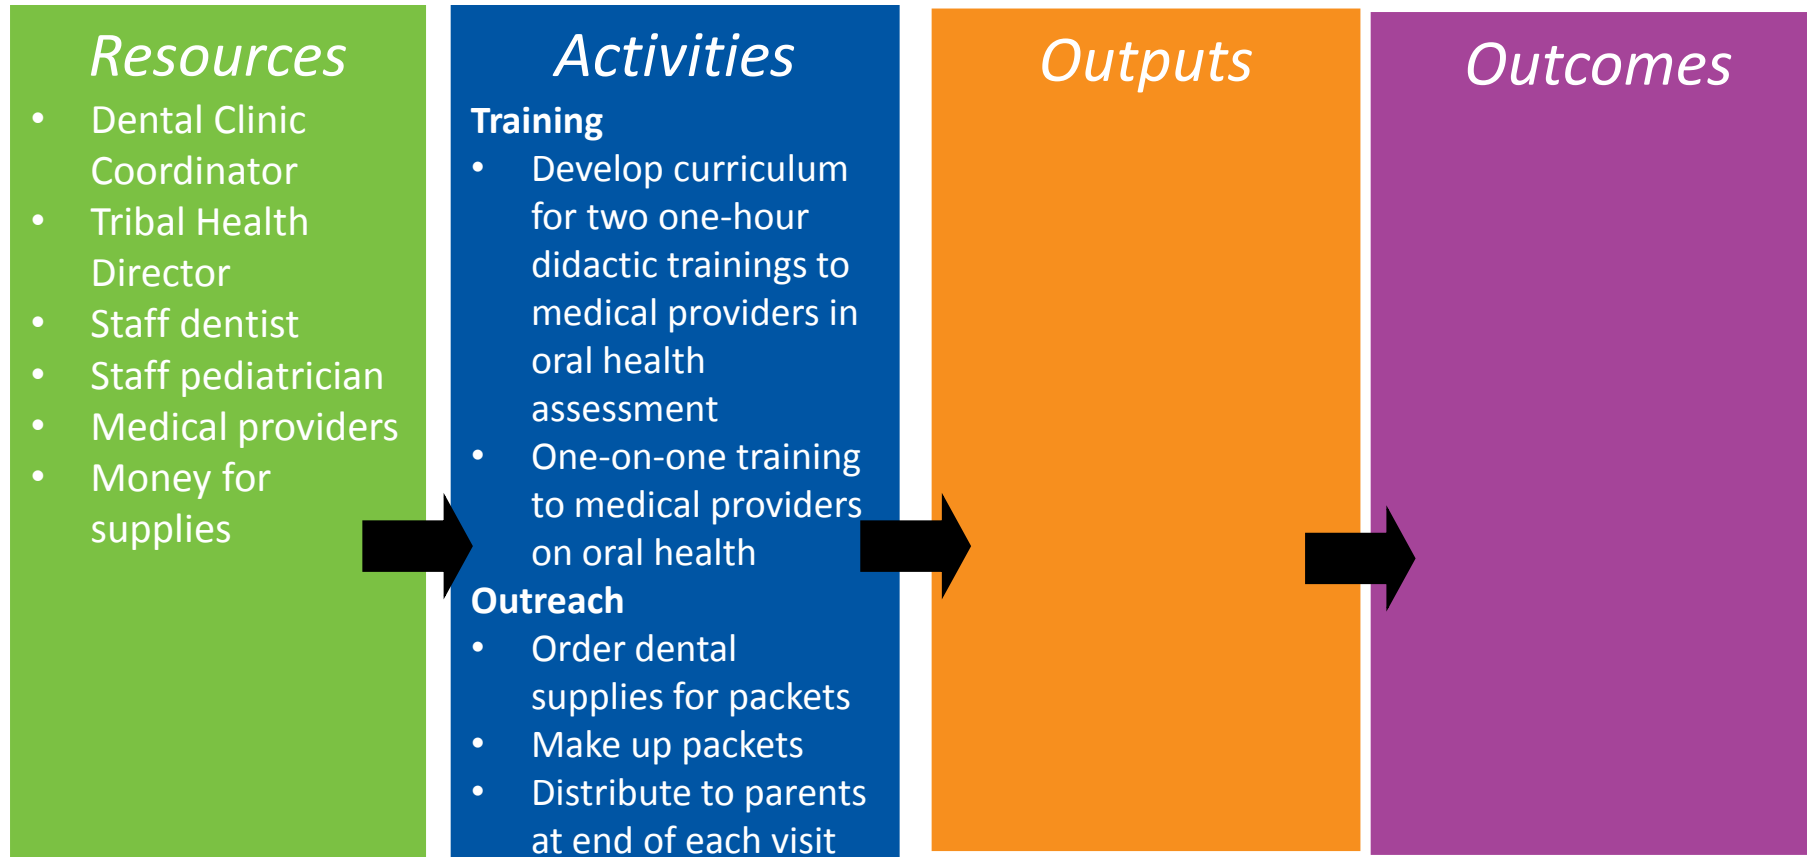 Resources
• Dental Clinic
Coordinator
• Tribal Health
Director
• Staff dentist
• Staff pediatrician
• Medical providers
• Money for
supplies
Activities
Training
• Develop curriculum
for two one-hour
didactic trainings to
medical providers in
oral health
assessment
• One-on-one training
to medical providers
on oral health
Outreach
• Order dental
supplies for packets
• Make up packets
• Distribute to parents
at end of each visit
Outputs
Outcomes